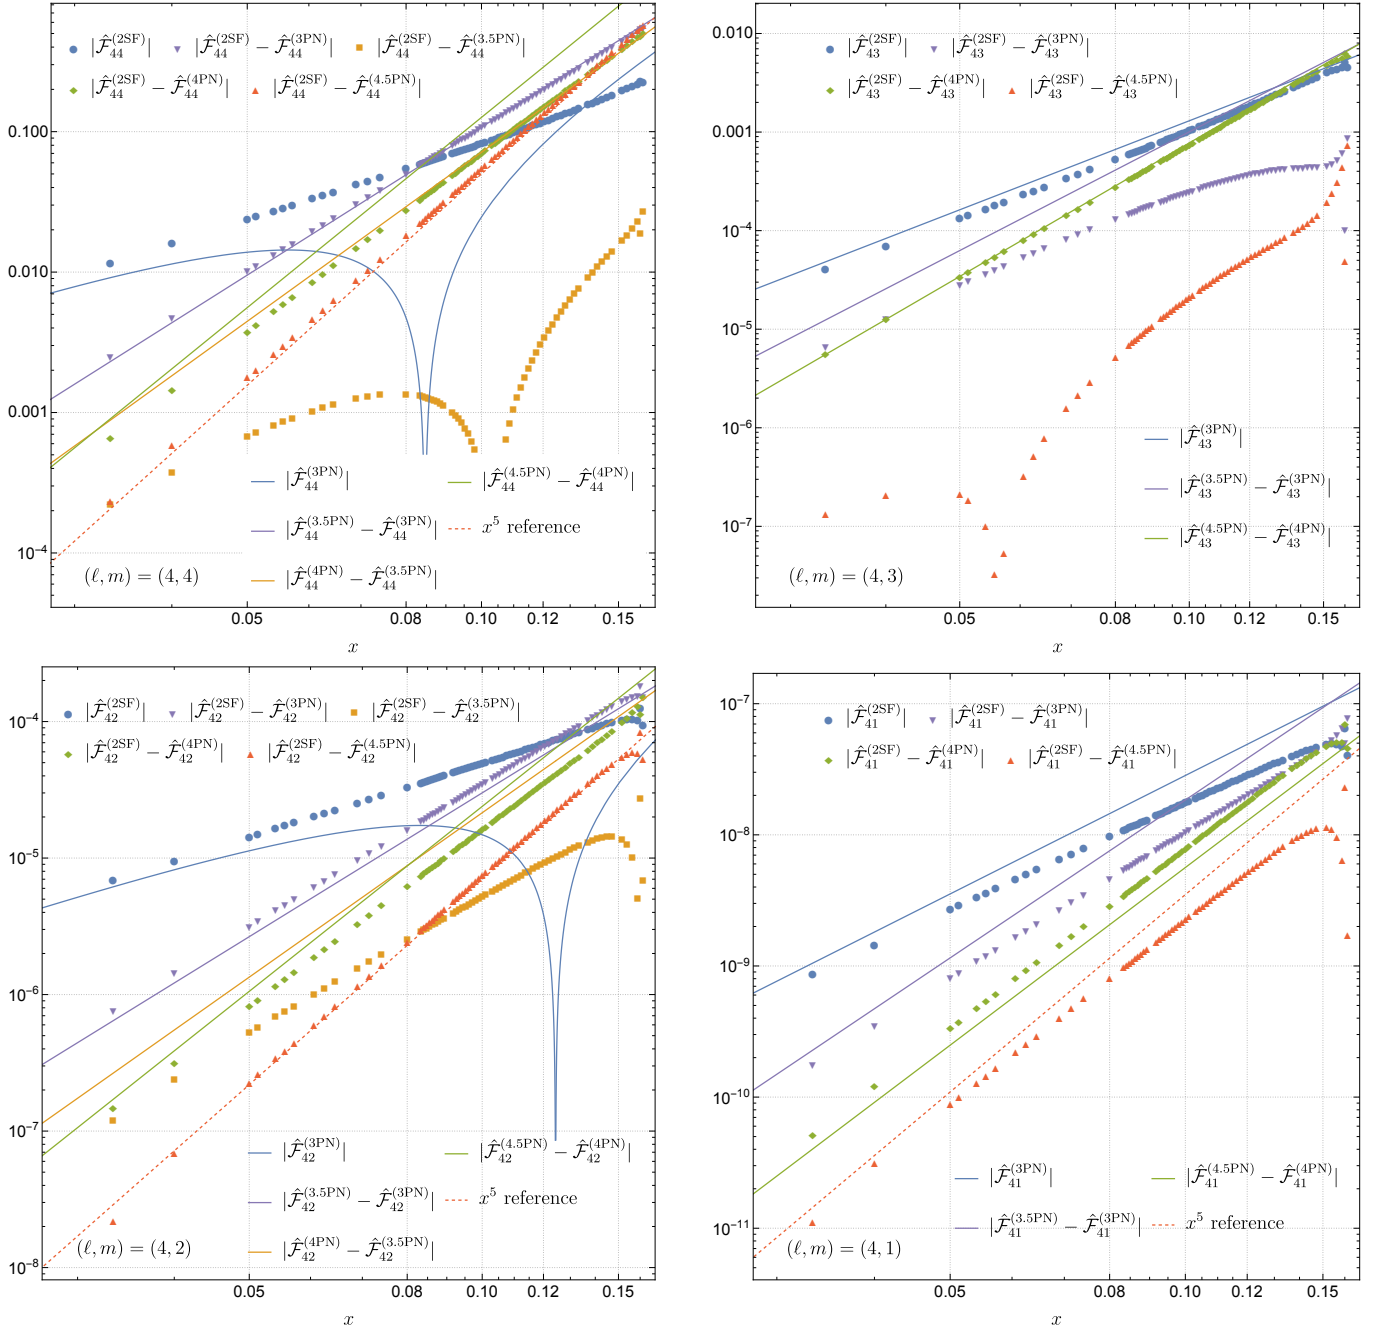 |F̂₄₄^(2SF)| |F̂₄₄^(2SF) − F̂₄₄^(3PN)| |F̂₄₄^(2SF) − F̂₄₄^(3.5PN)|
|F̂₄₄^(2SF) − F̂₄₄^(4PN)| |F̂₄₄^(2SF) − F̂₄₄^(4.5PN)|
0.100
0.010
0.001
10⁻⁴
|F̂₄₄^(3PN)| |F̂₄₄^(4.5PN) − F̂₄₄^(4PN)|
|F̂₄₄^(3.5PN) − F̂₄₄^(3PN)| x⁵ reference
|F̂₄₄^(4PN) − F̂₄₄^(3.5PN)|
(ℓ, m) = (4, 4)
0.05 0.08 0.10 0.12 0.15
x
|F̂₄₃^(2SF)| |F̂₄₃^(2SF) − F̂₄₃^(3PN)|
|F̂₄₃^(2SF) − F̂₄₃^(4PN)| |F̂₄₃^(2SF) − F̂₄₃^(4.5PN)|
0.010
0.001
10⁻⁴
10⁻⁵
10⁻⁶
10⁻⁷
|F̂₄₃^(3PN)|
|F̂₄₃^(3.5PN) − F̂₄₃^(3PN)|
|F̂₄₃^(4.5PN) − F̂₄₃^(4PN)|
(ℓ, m) = (4, 3)
0.05 0.08 0.10 0.12 0.15
x
|F̂₄₂^(2SF)| |F̂₄₂^(2SF) − F̂₄₂^(3PN)| |F̂₄₂^(2SF) − F̂₄₂^(3.5PN)|
|F̂₄₂^(2SF) − F̂₄₂^(4PN)| |F̂₄₂^(2SF) − F̂₄₂^(4.5PN)|
10⁻⁴
10⁻⁵
10⁻⁶
10⁻⁷
10⁻⁸
|F̂₄₂^(3PN)| |F̂₄₂^(4.5PN) − F̂₄₂^(4PN)|
|F̂₄₂^(3.5PN) − F̂₄₂^(3PN)| x⁵ reference
|F̂₄₂^(4PN) − F̂₄₂^(3.5PN)|
(ℓ, m) = (4, 2)
0.05 0.08 0.10 0.12 0.15
x
|F̂₄₁^(2SF)| |F̂₄₁^(2SF) − F̂₄₁^(3PN)|
|F̂₄₁^(2SF) − F̂₄₁^(4PN)| |F̂₄₁^(2SF) − F̂₄₁^(4.5PN)|
10⁻⁷
10⁻⁸
10⁻⁹
10⁻¹⁰
10⁻¹¹
|F̂₄₁^(3PN)| |F̂₄₁^(4.5PN) − F̂₄₁^(4PN)|
|F̂₄₁^(3.5PN) − F̂₄₁^(3PN)| x⁵ reference
(ℓ, m) = (4, 1)
0.05 0.08 0.10 0.12 0.15
x